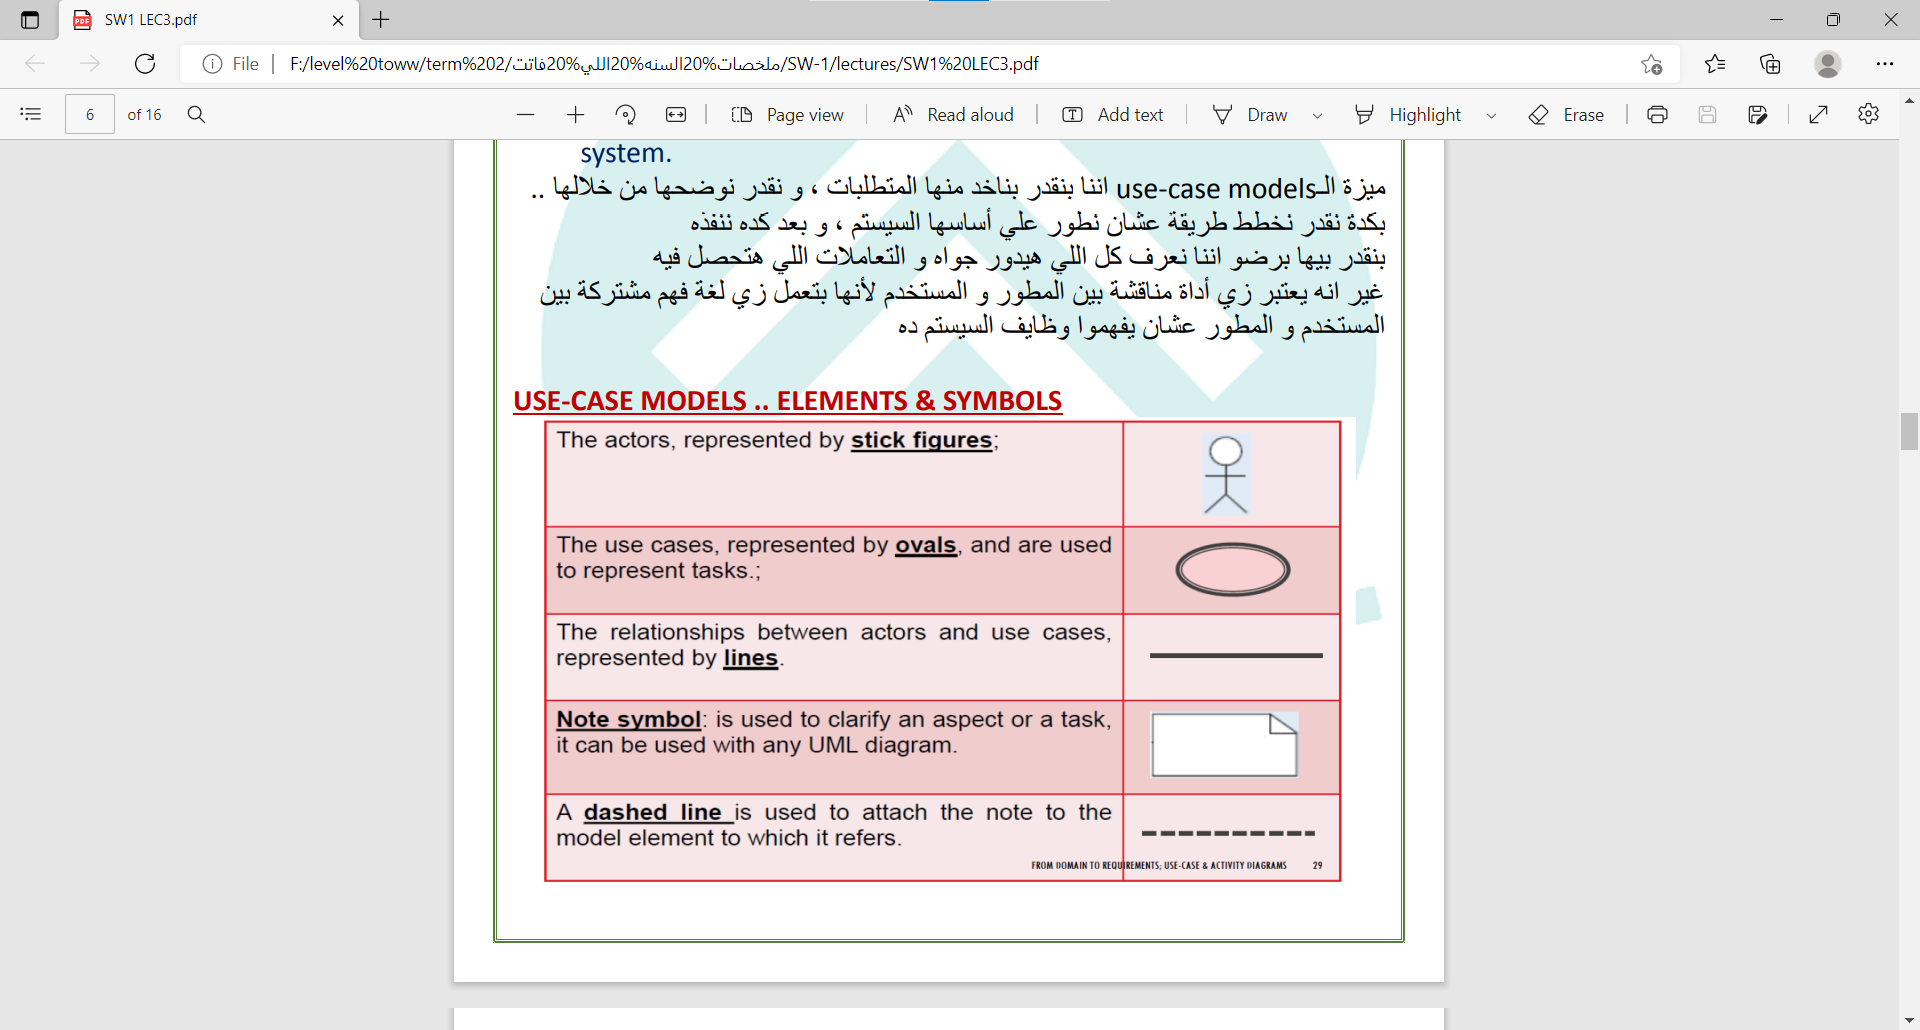 SW1 LEC3.pdf
File
F:/level%20toww/term%202/ملخصات%20السنه%20اللي%20فاتت/SW-1/lectures/SW1%20LEC3.pdf
6 of 16
Page view
Read aloud
Add text
Draw
Highlight
Erase
system.
ميزة الـuse-case models اننا بنقدر بناخد منها المتطلبات ، و نقدر نوضحها من خلالها ..
بكدة نقدر نخطط طريقة عشان نطور علي أساسها السيستم ، و بعد كده ننفذه
بنقدر بيها برضو اننا نعرف كل اللي هيدور جواه و التعاملات اللي هتحصل فيه
غير انه يعتبر زي أداة مناقشة بين المطور و المستخدم لأنها بتعمل زي لغة فهم مشتركة بين
المستخدم و المطور عشان يفهموا وظايف السيستم ده
USE-CASE MODELS .. ELEMENTS & SYMBOLS
The actors, represented by stick figures;
The use cases, represented by ovals, and are used
to represent tasks.;
The relationships between actors and use cases,
represented by lines.
Note symbol: is used to clarify an aspect or a task,
it can be used with any UML diagram.
A dashed line is used to attach the note to the
model element to which it refers.
FROM DOMAIN TO REQUIREMENTS; USE-CASE & ACTIVITY DIAGRAMS 29